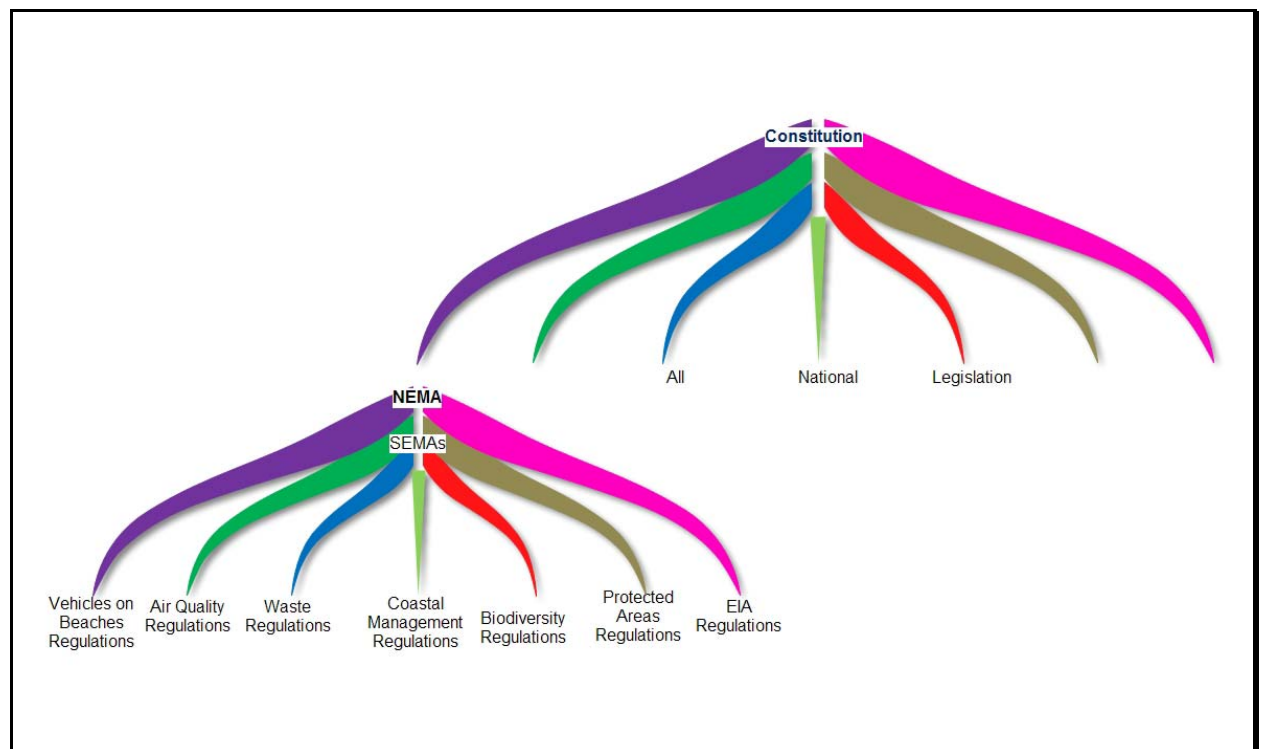 Constitution
All
National
Legislation
NEMA
SEMAs
Vehicles on
Beaches
Regulations
Air Quality
Regulations
Waste
Regulations
Coastal
Management
Regulations
Biodiversity
Regulations
Protected
Areas
Regulations
EIA
Regulations